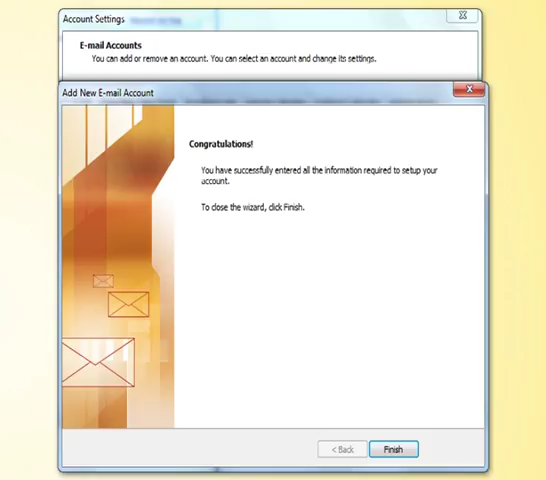 Account Settings
E-mail Accounts
You can add or remove an account. You can select an account and change its settings.
Add New E-mail Account
Congratulations!
You have successfully entered all the information required to setup your
account.
To close the wizard, click Finish.
< Back
Finish